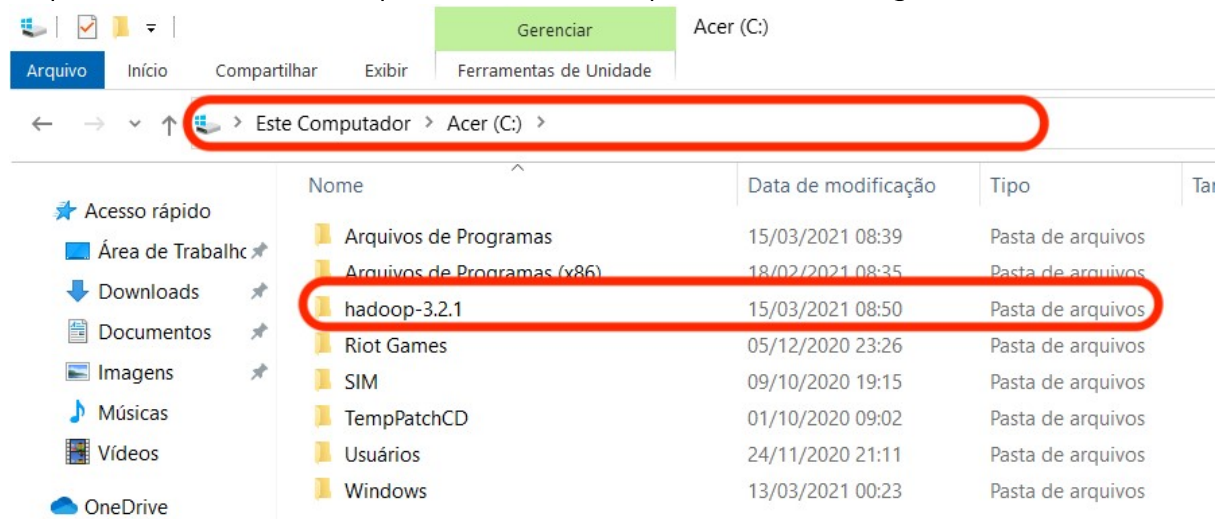 Gerenciar Acer (C:)
Arquivo Início Compartilhar Exibir Ferramentas de Unidade
Este Computador > Acer (C:) >
Nome Data de modificação Tipo
Acesso rápido
Área de Trabalho
Downloads
Documentos
Imagens
Músicas
Vídeos
OneDrive
Arquivos de Programas 15/03/2021 08:39 Pasta de arquivos
Arquivos de Programas (x86) 18/02/2021 08:35 Pasta de arquivos
hadoop-3.2.1 15/03/2021 08:50 Pasta de arquivos
Riot Games 05/12/2020 23:26 Pasta de arquivos
SIM 09/10/2020 19:15 Pasta de arquivos
TempPatchCD 01/10/2020 09:02 Pasta de arquivos
Usuários 24/11/2020 21:11 Pasta de arquivos
Windows 13/03/2021 00:23 Pasta de arquivos